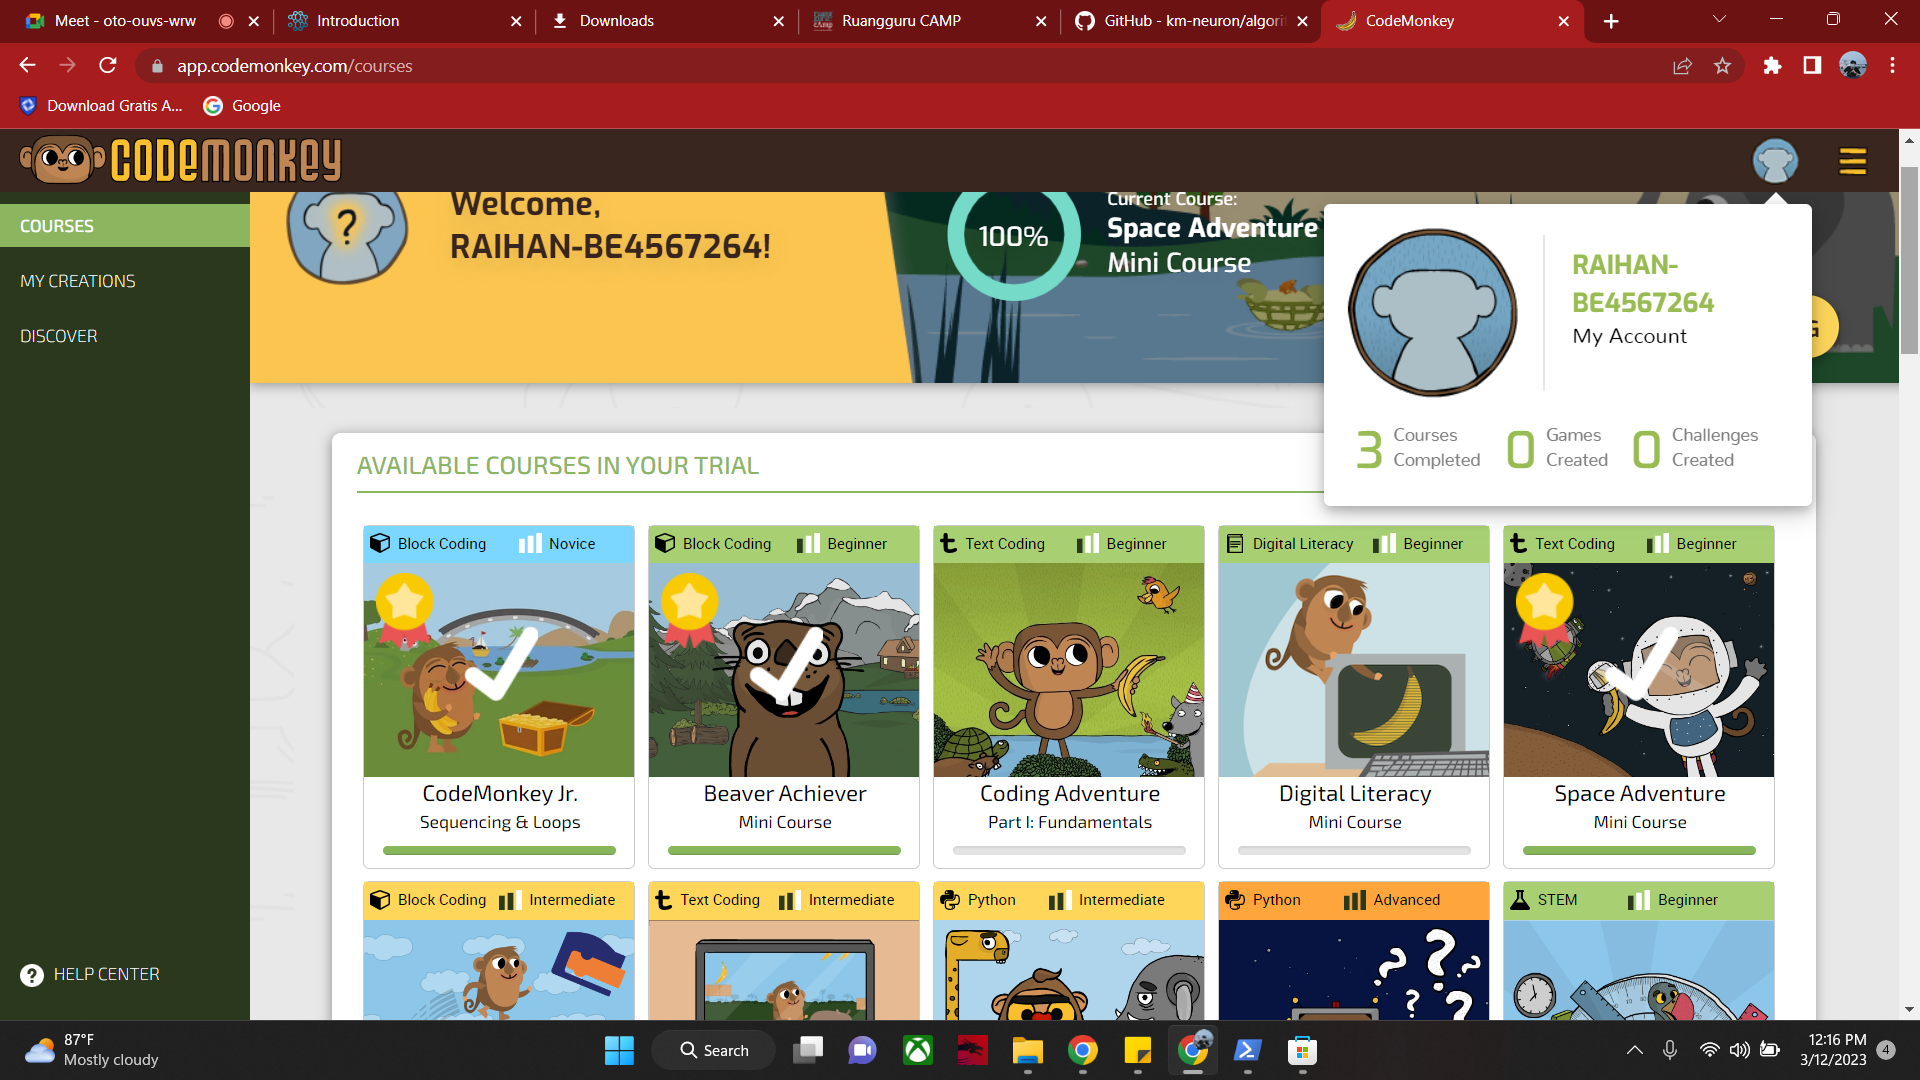 Meet - oto-ouvs-wrw
Introduction
Downloads
Ruangguru CAMP
GitHub - km-neuron/algori
CodeMonkey
app.codemonkey.com/courses
Download Gratis A...
Google
CODEMONKEY
COURSES
MY CREATIONS
DISCOVER
HELP CENTER
Welcome,
RAIHAN-BE4567264!
100%
Current Course:
Space Adventure
Mini Course
RAIHAN-
BE4567264
My Account
3 Courses Completed
0 Games Created
0 Challenges Created
AVAILABLE COURSES IN YOUR TRIAL
Block Coding Novice
CodeMonkey Jr.
Sequencing & Loops
Block Coding Beginner
Beaver Achiever
Mini Course
Text Coding Beginner
Coding Adventure
Part I: Fundamentals
Digital Literacy Beginner
Digital Literacy
Mini Course
Text Coding Beginner
Space Adventure
Mini Course
Block Coding Intermediate
Text Coding Intermediate
Python Intermediate
Python Advanced
STEM Beginner
87°F
Mostly cloudy
Search
12:16 PM
3/12/2023
4